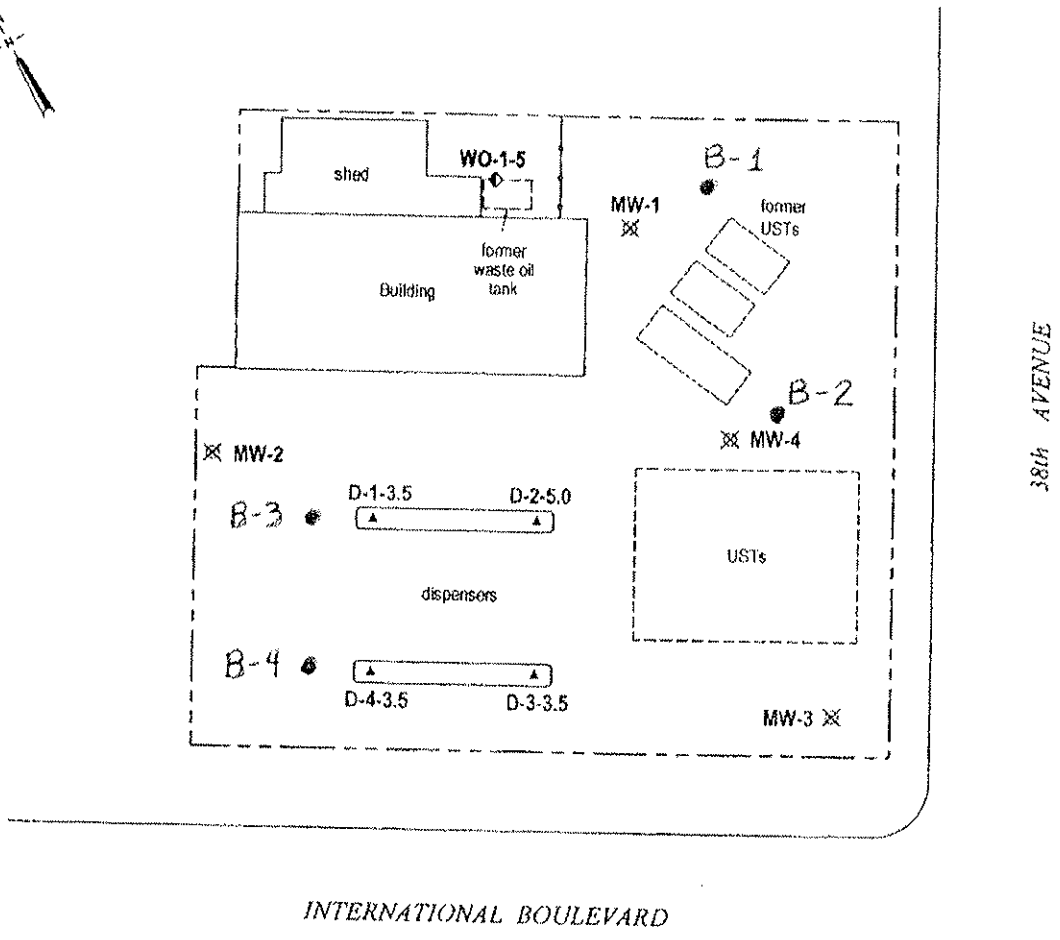 N
WO-1-5
B-1
shed
MW-1
former
USTs
former
waste oil
tank
Building
38th AVENUE
B-2
MW-4
MW-2
D-1-3.5
D-2-5.0
B-3
USTs
dispensers
B-4
D-4-3.5
D-3-3.5
MW-3
INTERNATIONAL BOULEVARD